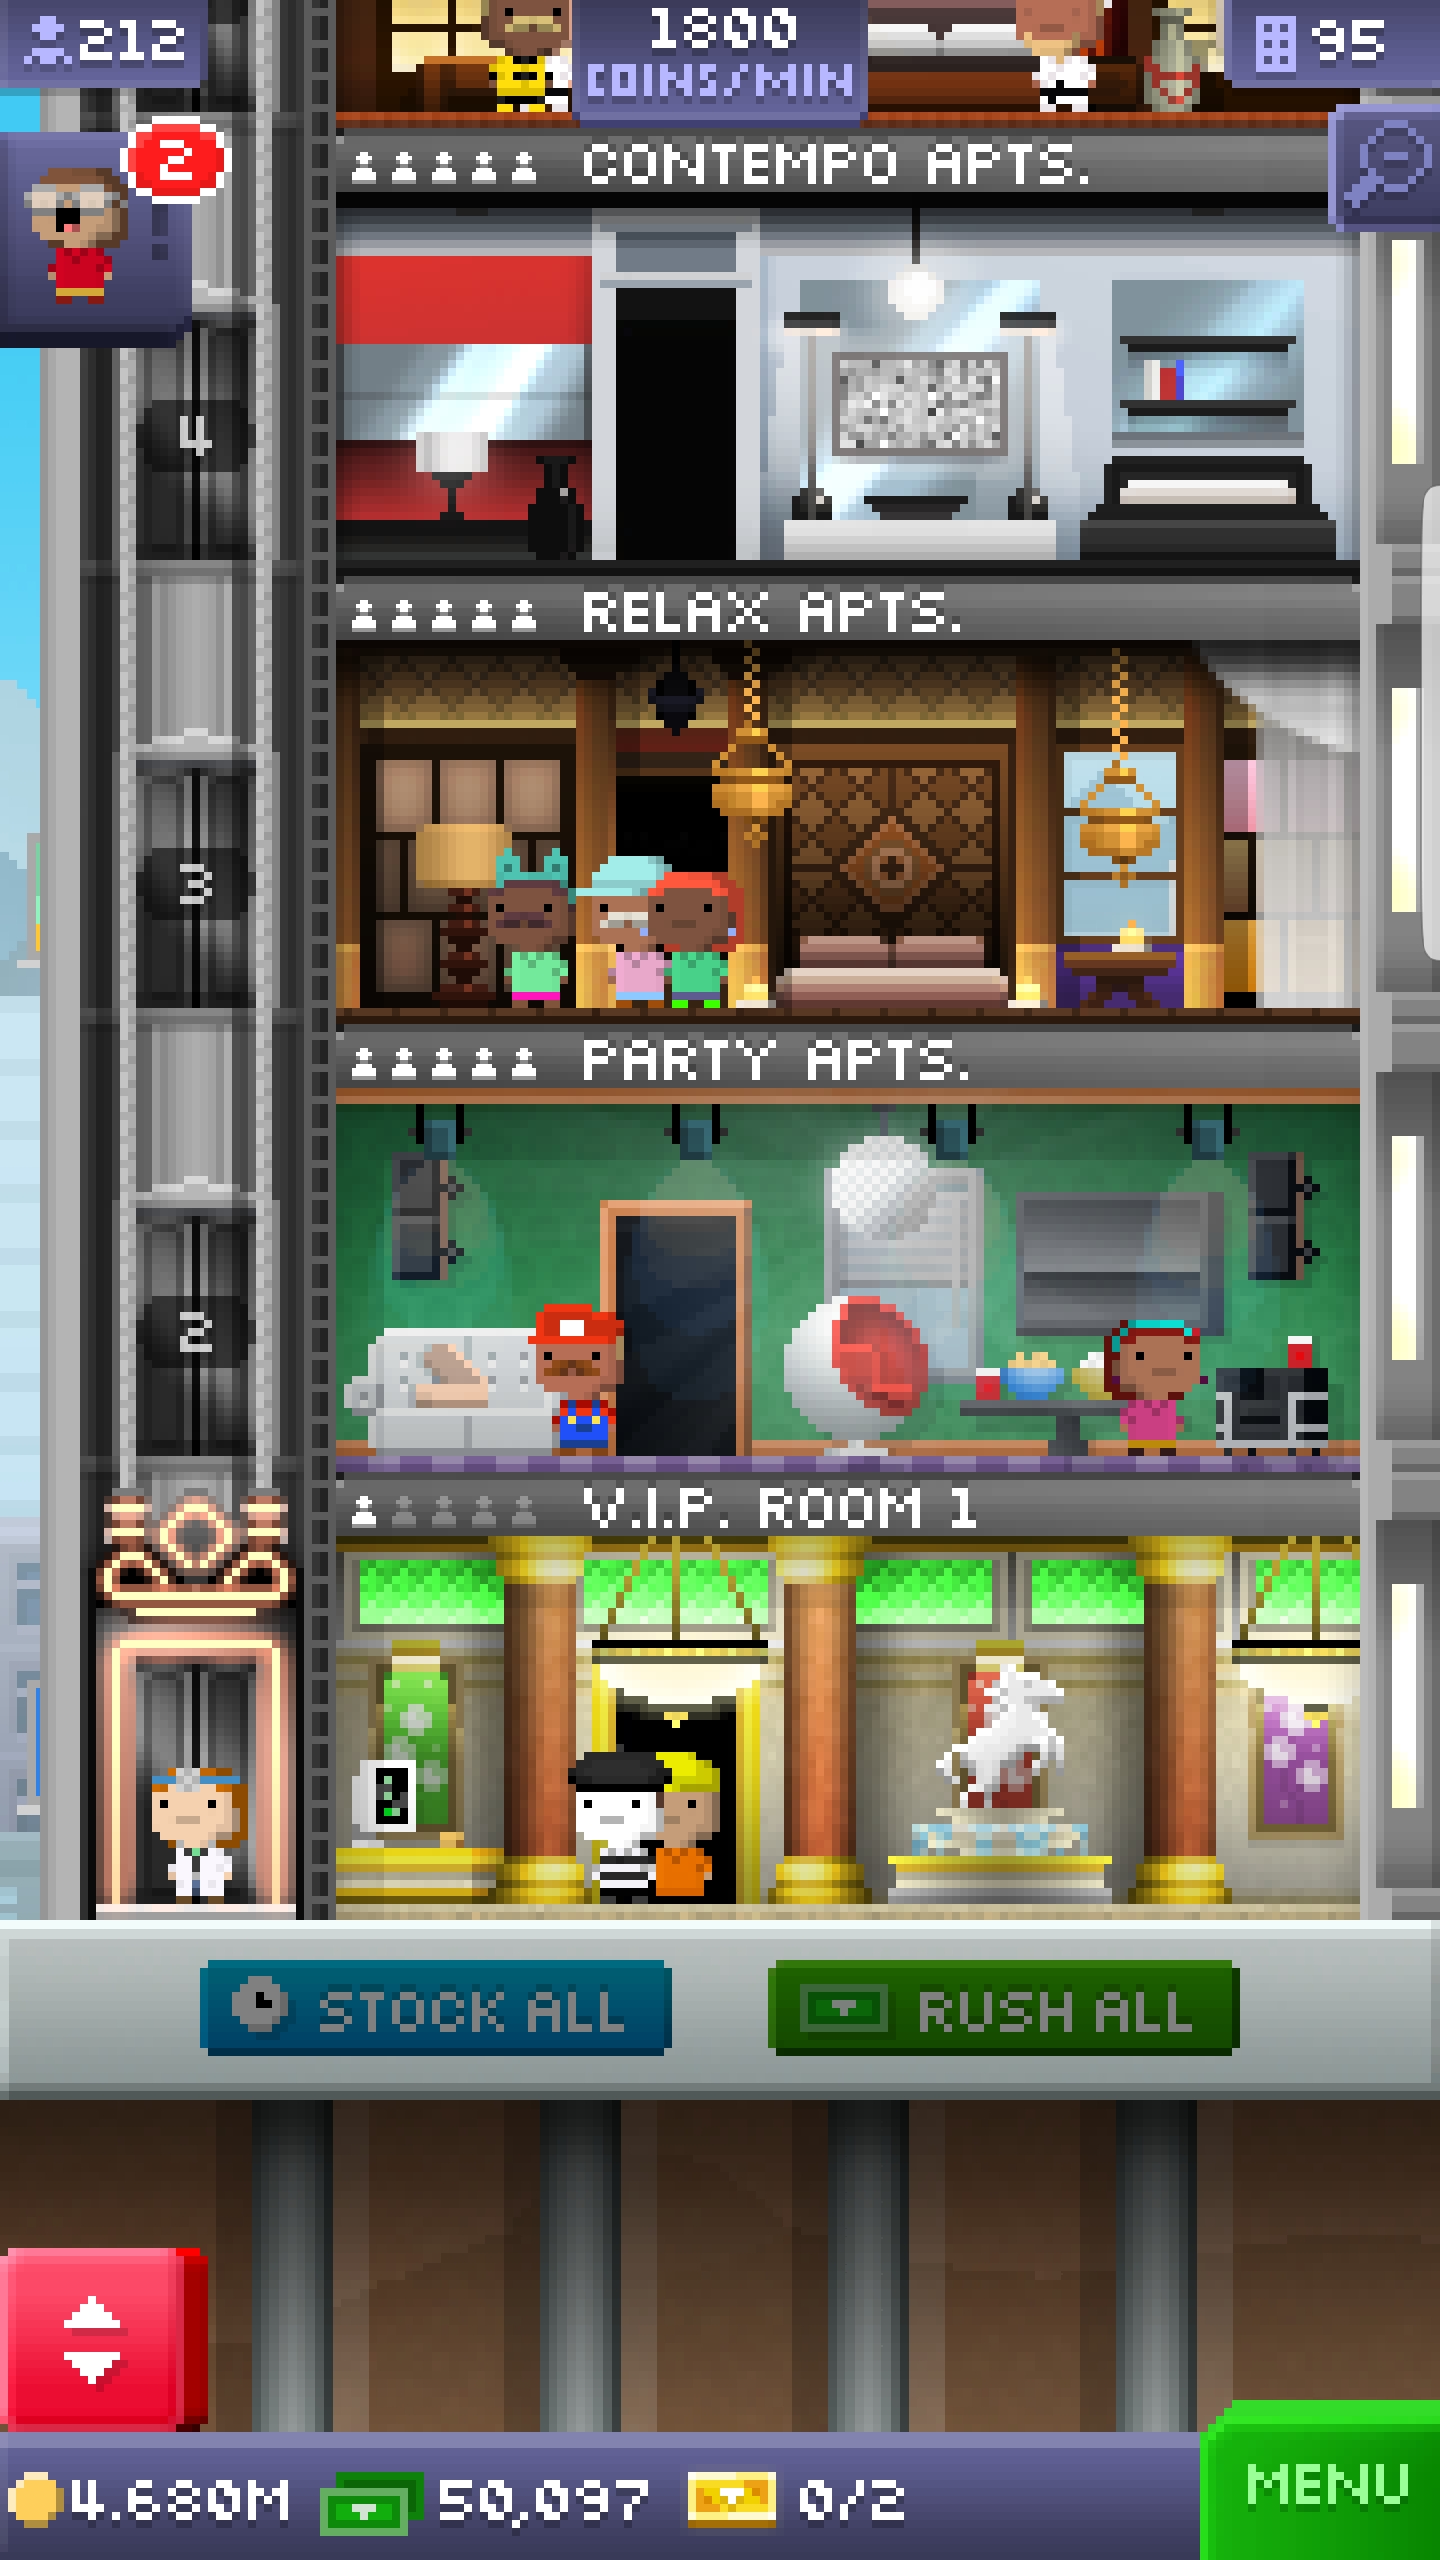 212
1800
COINS/MIN
95
2
CONTEMPO APTS.
4
RELAX APTS.
3
PARTY APTS.
2
V.I.P. ROOM 1
STOCK ALL
RUSH ALL
4.680M
50,097
0/2
MENU